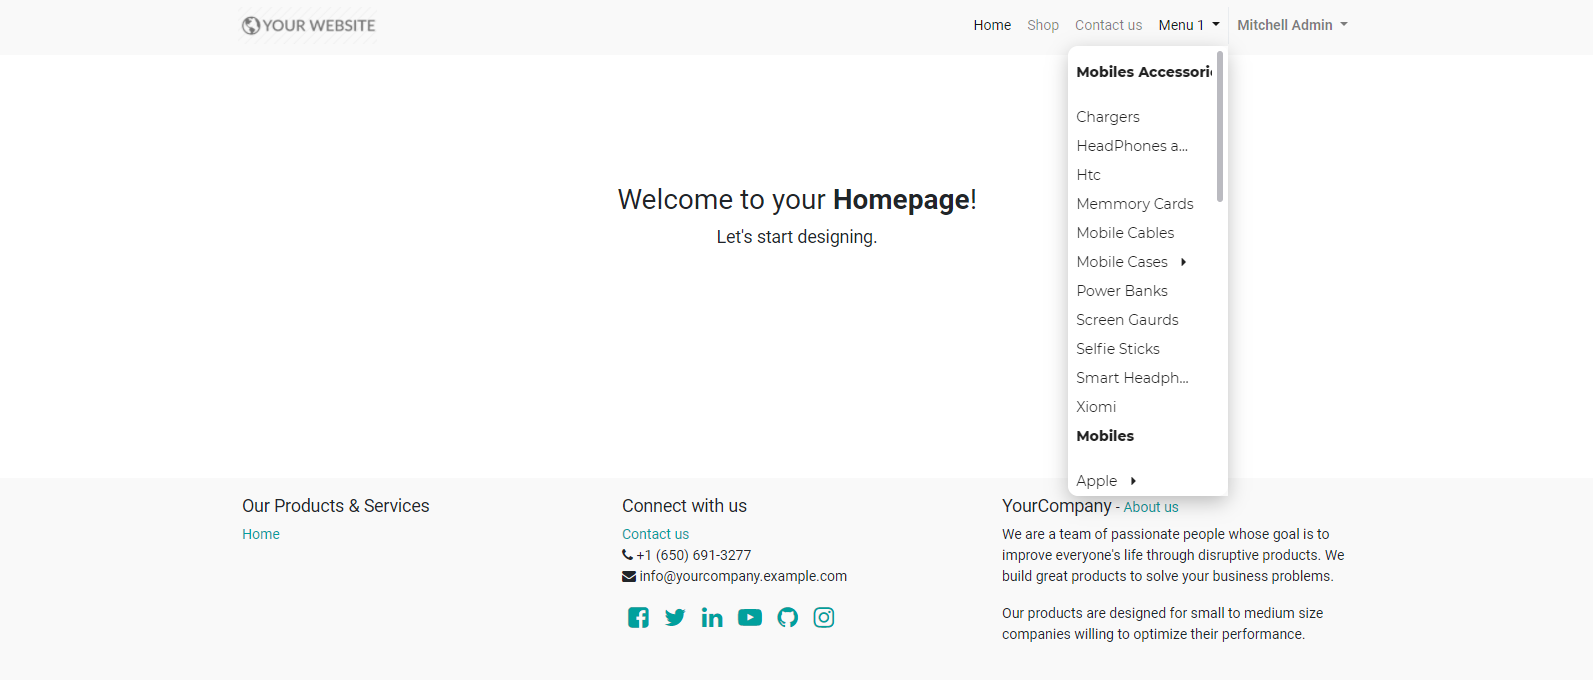 YOUR WEBSITE
Home Shop Contact us Menu 1 Mitchell Admin
Mobiles Accessori
Chargers
HeadPhones a...
Htc
Memmory Cards
Mobile Cables
Mobile Cases
Power Banks
Screen Gaurds
Selfie Sticks
Smart Headph...
Xiomi
Mobiles
Apple
Welcome to your Homepage!
Let's start designing.
Our Products & Services
Home
Connect with us
Contact us
+1 (650) 691-3277
info@yourcompany.example.com
YourCompany - About us
We are a team of passionate people whose goal is to
improve everyone's life through disruptive products. We
build great products to solve your business problems.
Our products are designed for small to medium size
companies willing to optimize their performance.